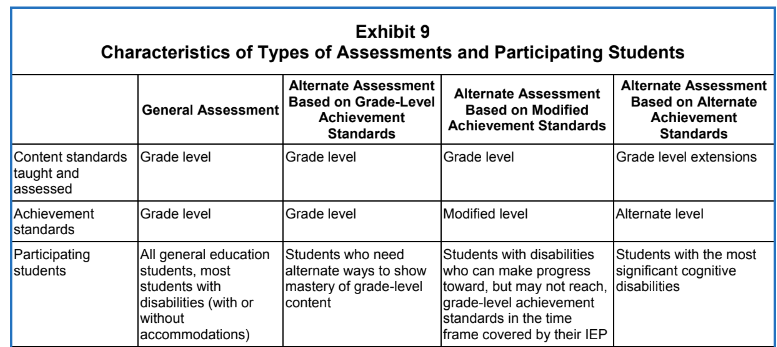 Exhibit 9
Characteristics of Types of Assessments and Participating Students
General Assessment
Alternate Assessment
Based on Grade-Level
Achievement
Standards
Alternate Assessment
Based on Modified
Achievement Standards
Alternate Assessment
Based on Alternate
Achievement
Standards
Content standards
taught and
assessed
Grade level
Grade level
Grade level
Grade level extensions
Achievement
standards
Grade level
Grade level
Modified level
Alternate level
Participating
students
All general education
students, most
students with
disabilities (with or
without
accommodations)
Students who need
alternate ways to show
mastery of grade-level
content
Students with disabilities
who can make progress
toward, but may not reach,
grade-level achievement
standards in the time
frame covered by their IEP
Students with the most
significant cognitive
disabilities